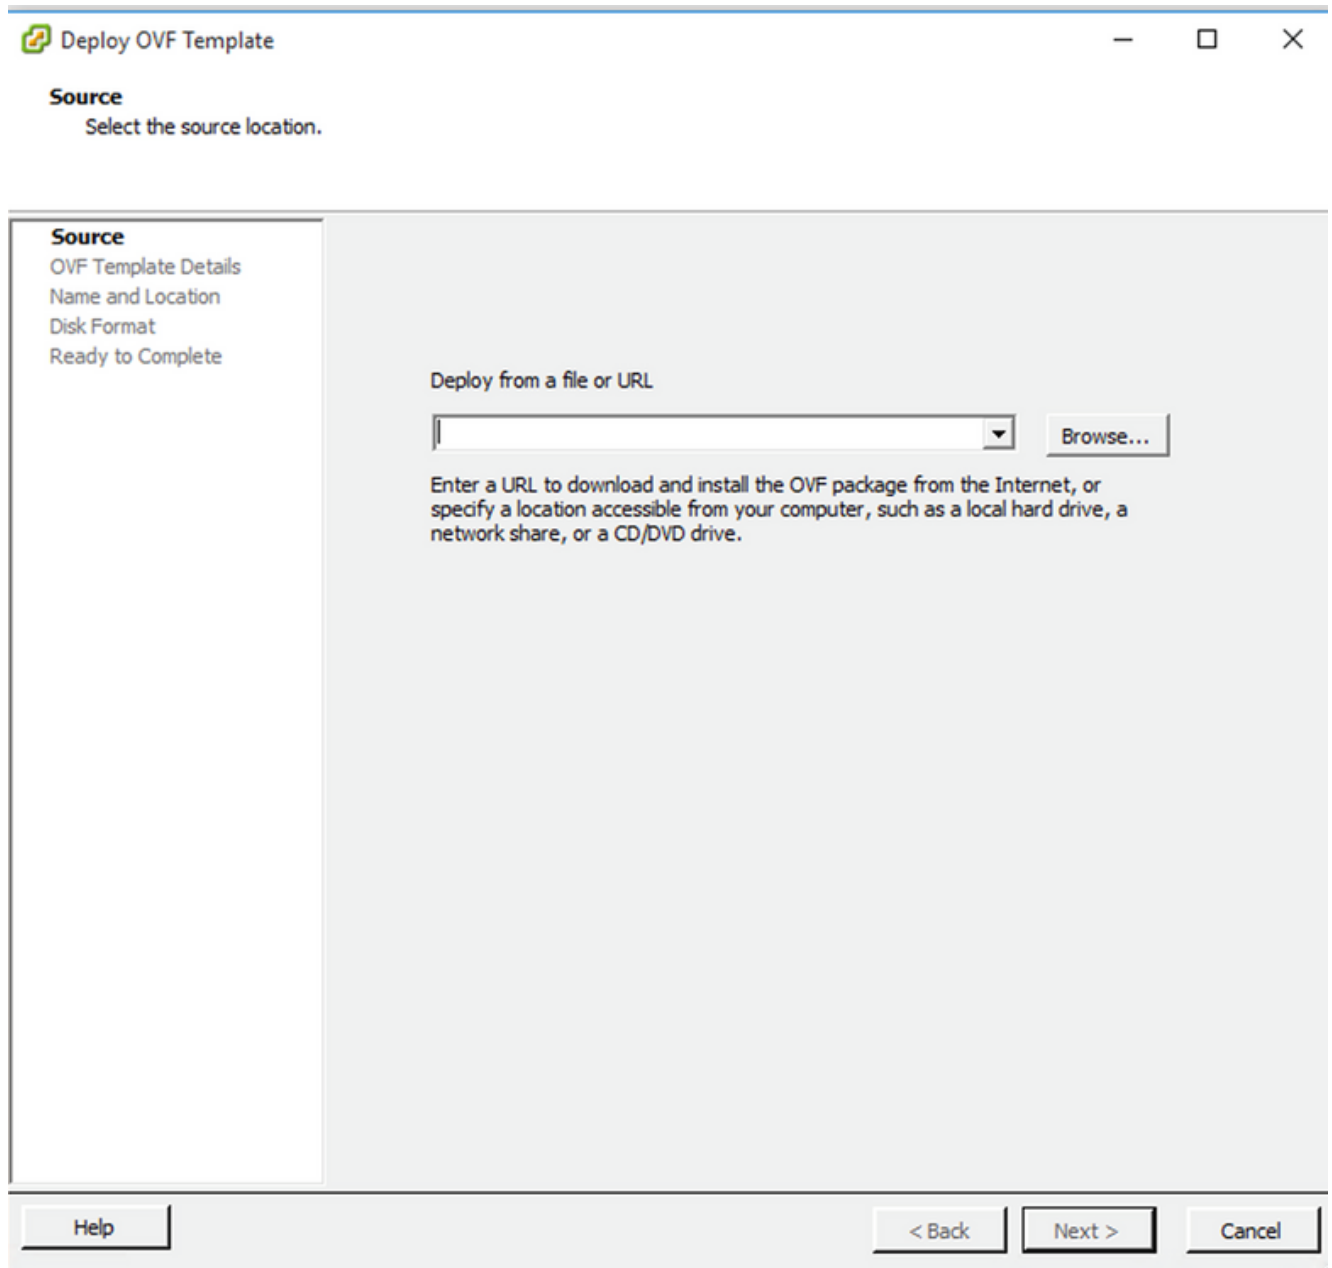 Deploy OVF Template
Source
Select the source location.
Source
OVF Template Details
Name and Location
Disk Format
Ready to Complete
Deploy from a file or URL
Browse...
Enter a URL to download and install the OVF package from the Internet, or
specify a location accessible from your computer, such as a local hard drive, a
network share, or a CD/DVD drive.
Help
< Back
Next >
Cancel